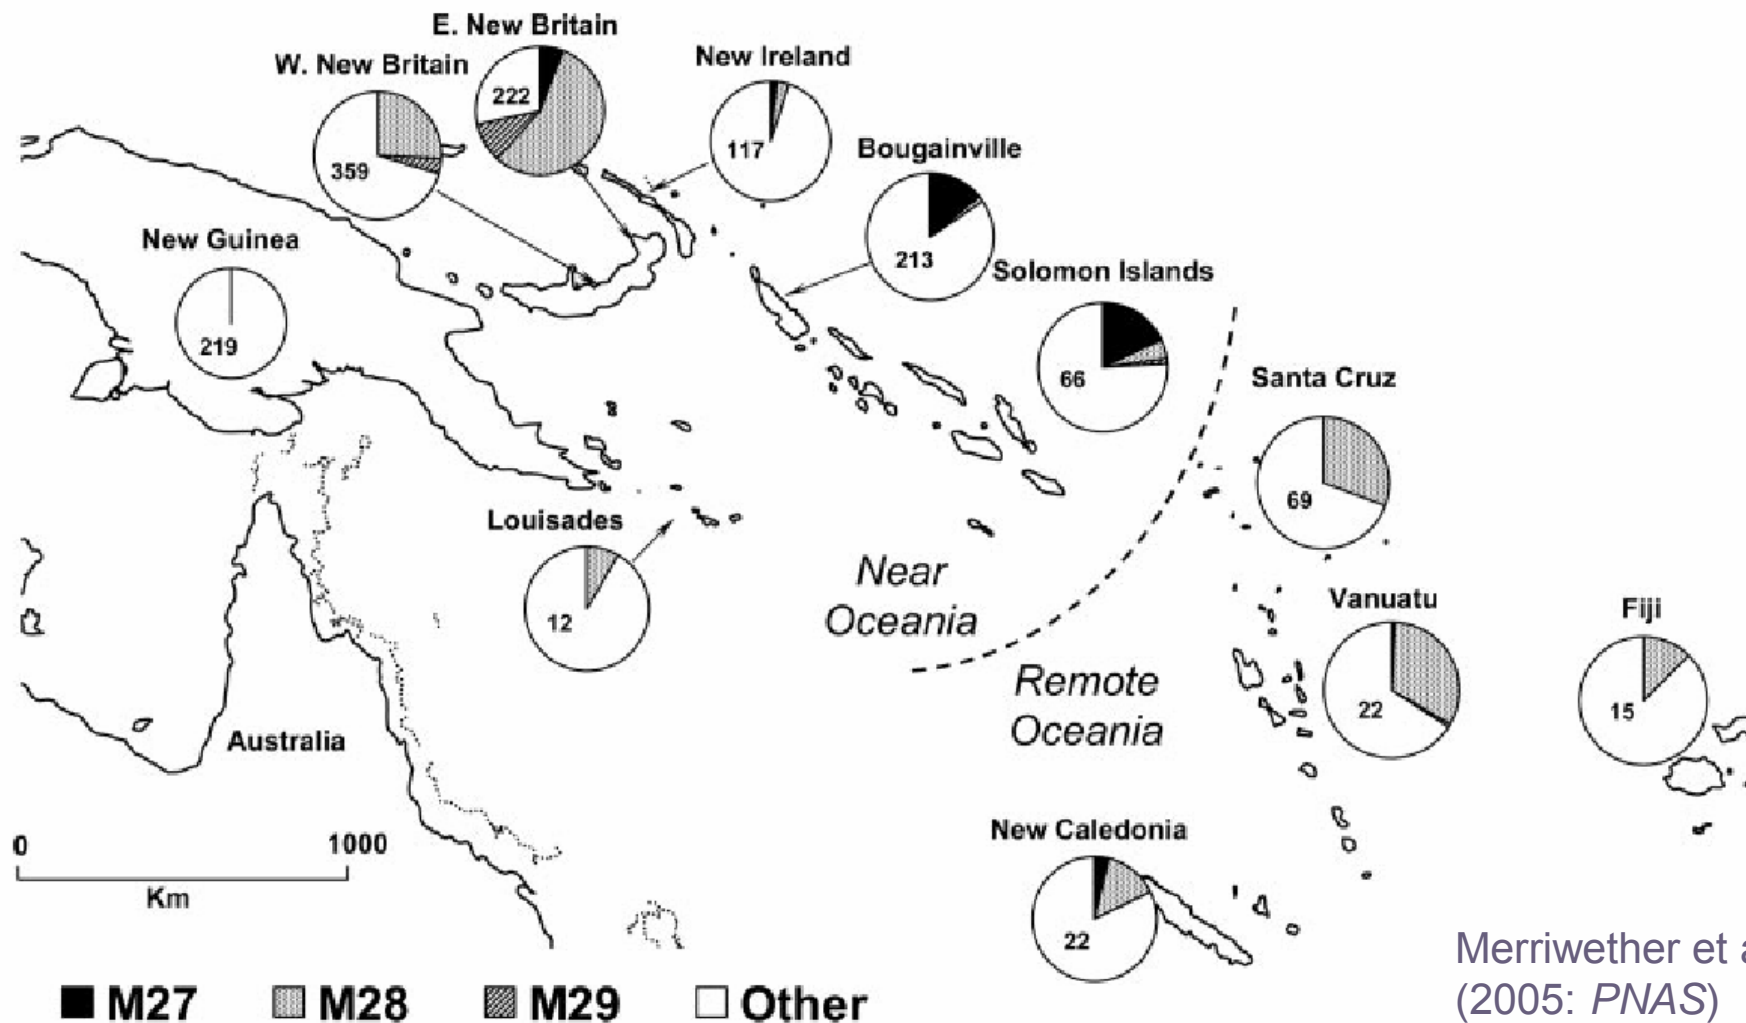 E. New Britain
W. New Britain
New Ireland
222
359
117
Bougainville
New Guinea
213
Solomon Islands
219
66
Santa Cruz
69
Louisades
12
Near
Oceania
Vanuatu
Fiji
Remote
Oceania
22
15
Australia
0
1000
Km
New Caledonia
22
Merriwether et a
(2005: PNAS)
M27
M28
M29
Other